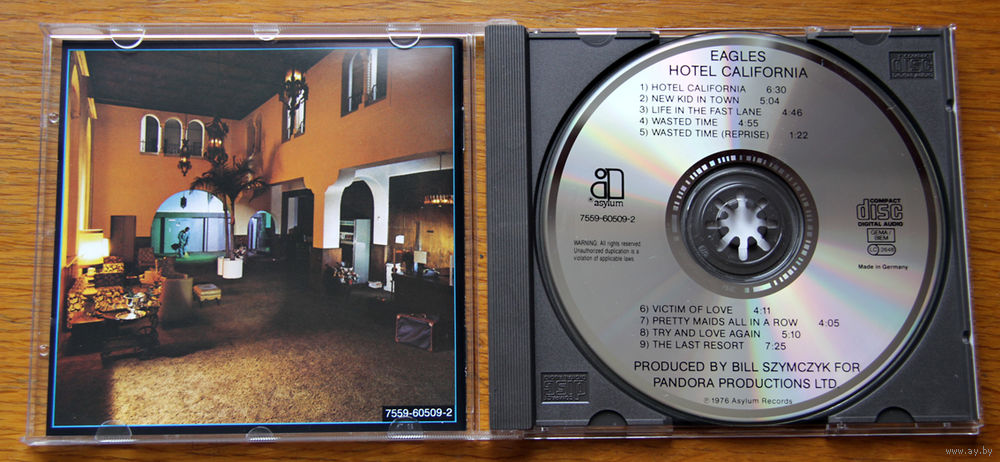 7559-60509-2
EAGLES
HOTEL CALIFORNIA
1) HOTEL CALIFORNIA 6:30
2) NEW KID IN TOWN 5:04
3) LIFE IN THE FAST LANE 4:46
4) WASTED TIME 4:55
5) WASTED TIME (REPRISE) 1:22
asylum
7559-60509-2
WARNING: All rights reserved.
Unauthorized duplication is a
violation of applicable laws.
COMPACT
disc
DIGITAL AUDIO
GEMA/
BIEM
LC 2648
Made in Germany
6) VICTIM OF LOVE 4:11
7) PRETTY MAIDS ALL IN A ROW 4:05
8) TRY AND LOVE AGAIN 5:10
9) THE LAST RESORT 7:25
PRODUCED BY BILL SZYMCZYK FOR
PANDORA PRODUCTIONS LTD.
℗ 1976 Asylum Records
www.ay.by